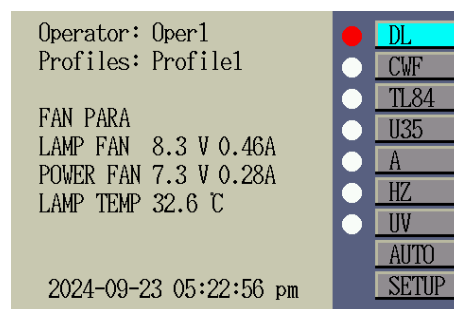 Operator: Oper1
Profiles: Profile1
FAN PARA
LAMP FAN 8.3 V 0.46A
POWER FAN 7.3 V 0.28A
LAMP TEMP 32.6 ℃
2024-09-23 05:22:56 pm
DL
CWF
TL84
U35
A
HZ
UV
AUTO
SETUP